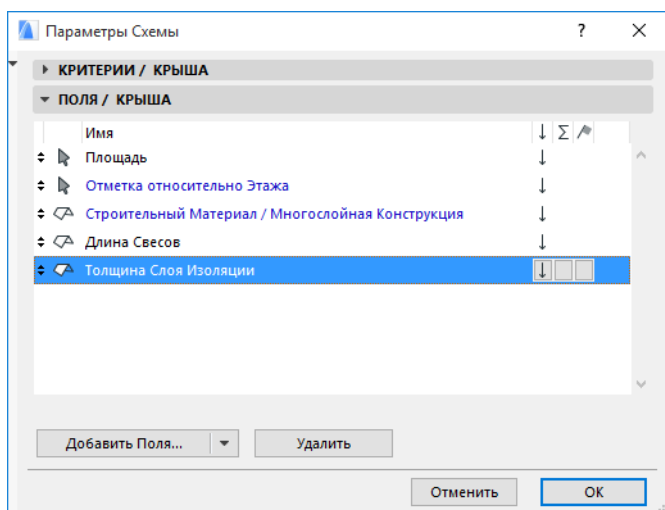 Параметры Схемы ?
КРИТЕРИИ / КРЫША
ПОЛЯ / КРЫША
Имя Σ
Площадь
Отметка относительно Этажа
Строительный Материал / Многослойная Конструкция
Длина Свесов
Толщина Слоя Изоляции
Добавить Поля... Удалить
Отменить OK